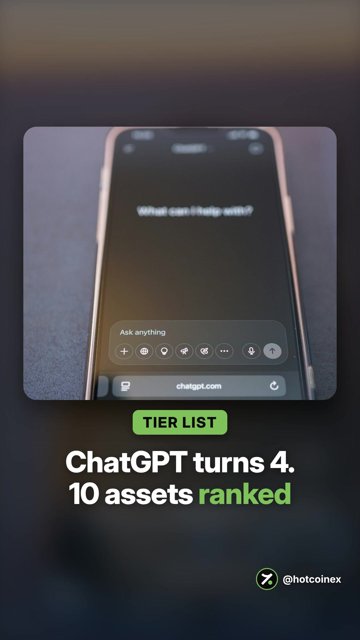 What can I help with?
Ask anything
chatgpt.com
TIER LIST
ChatGPT turns 4.
10 assets ranked
@hotcoinex